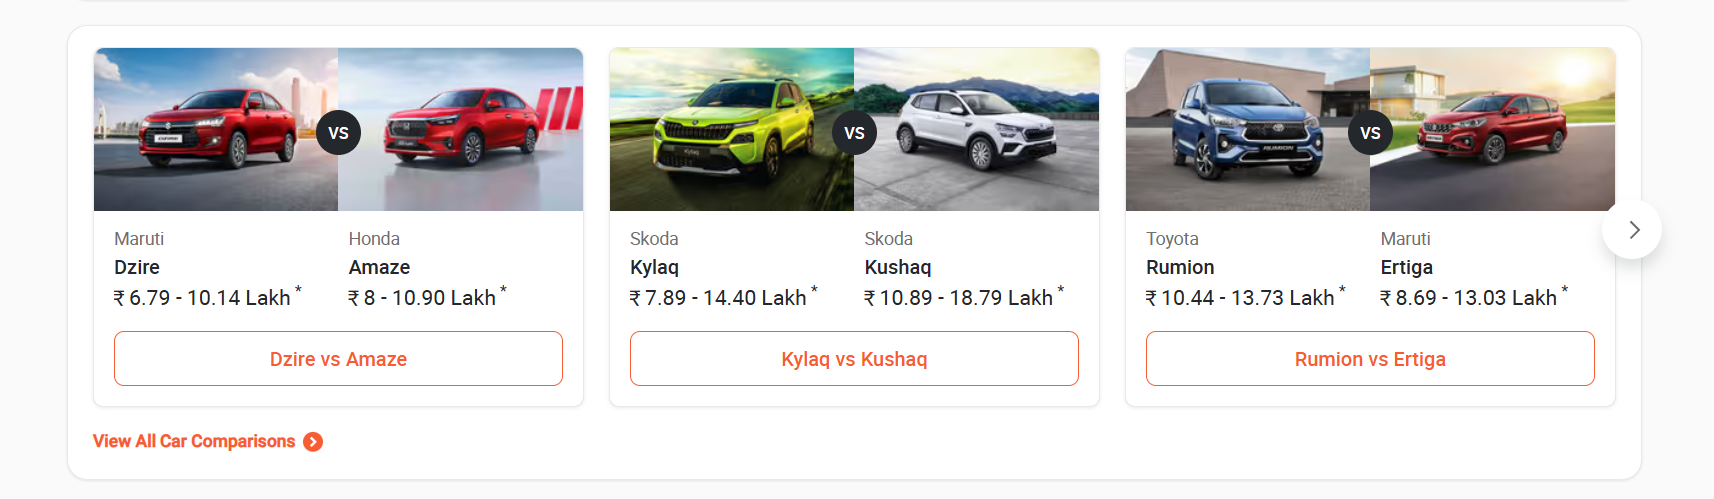 VS
Maruti
Dzire
₹ 6.79 - 10.14 Lakh *
Honda
Amaze
₹ 8 - 10.90 Lakh *
Dzire vs Amaze
Kylaq
VS
Skoda
Kylaq
₹ 7.89 - 14.40 Lakh *
Skoda
Kushaq
₹ 10.89 - 18.79 Lakh *
Kylaq vs Kushaq
RUMION
VS
Toyota
Rumion
₹ 10.44 - 13.73 Lakh *
Maruti
Ertiga
₹ 8.69 - 13.03 Lakh *
Rumion vs Ertiga
View All Car Comparisons